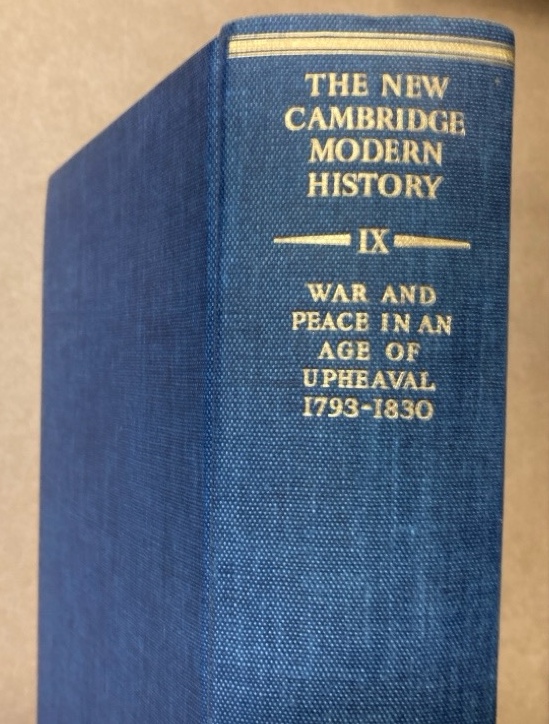 THE NEW
CAMBRIDGE
MODERN
HISTORY
IX
WAR AND
PEACE IN AN
AGE OF
UPHEAVAL
1793-1830